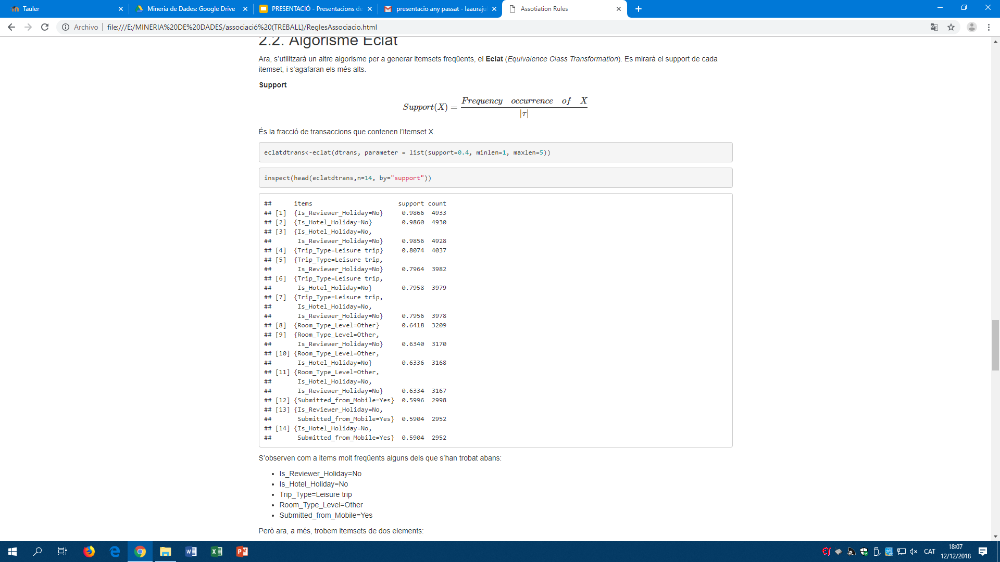 Tauler
Mineria de Dades: Google Drive
PRESENTACIÓ - Presentacions de
presentacio any passat - laauraju
Assotiation Rules
Archivo
file:///E:/MINERIA%20DE%20DADES/associació%20(TREBALL)/ReglesAssociacio.html
2.2. Algorisme Eclat
Ara, s'utilitzarà un altre algorisme per a generar itemsets freqüents, el Eclat (Equivalence Class Transformation). Es mirarà el support de cada
itemset, i s'agafaran els més alts.
Support
Support(X) = Frequency occurrence of X
|τ|
És la fracció de transaccions que contenen l'itemset X.
eclatdtrans<-eclat(dtrans, parameter = list(support=0.4, minlen=1, maxlen=5))
inspect(head(eclatdtrans,n=14, by="support"))
##      items                       support count
## [1]  {Is_Reviewer_Holiday=No}     0.9866  4933
## [2]  {Is_Hotel_Holiday=No}        0.9860  4930
## [3]  {Is_Hotel_Holiday=No,
##       Is_Reviewer_Holiday=No}     0.9856  4928
## [4]  {Trip_Type=Leisure trip}     0.8074  4037
## [5]  {Trip_Type=Leisure trip,
##       Is_Reviewer_Holiday=No}     0.7964  3982
## [6]  {Trip_Type=Leisure trip,
##       Is_Hotel_Holiday=No}        0.7958  3979
## [7]  {Trip_Type=Leisure trip,
##       Is_Hotel_Holiday=No,
##       Is_Reviewer_Holiday=No}     0.7956  3978
## [8]  {Room_Type_Level=Other}      0.6418  3209
## [9]  {Room_Type_Level=Other,
##       Is_Reviewer_Holiday=No}     0.6340  3170
## [10] {Room_Type_Level=Other,
##       Is_Hotel_Holiday=No}        0.6336  3168
## [11] {Room_Type_Level=Other,
##       Is_Hotel_Holiday=No,
##       Is_Reviewer_Holiday=No}     0.6334  3167
## [12] {Submitted_from_Mobile=Yes}  0.5996  2998
## [13] {Is_Reviewer_Holiday=No,
##       Submitted_from_Mobile=Yes}  0.5904  2952
## [14] {Is_Hotel_Holiday=No,
##       Submitted_from_Mobile=Yes}  0.5904  2952
S'observen com a items molt freqüents alguns dels que s'han trobat abans:
• Is_Reviewer_Holiday=No
• Is_Hotel_Holiday=No
• Trip_Type=Leisure trip
• Room_Type_Level=Other
• Submitted_from_Mobile=Yes
Però ara, a més, trobem itemsets de dos elements:
CAT
18:07
12/12/2018